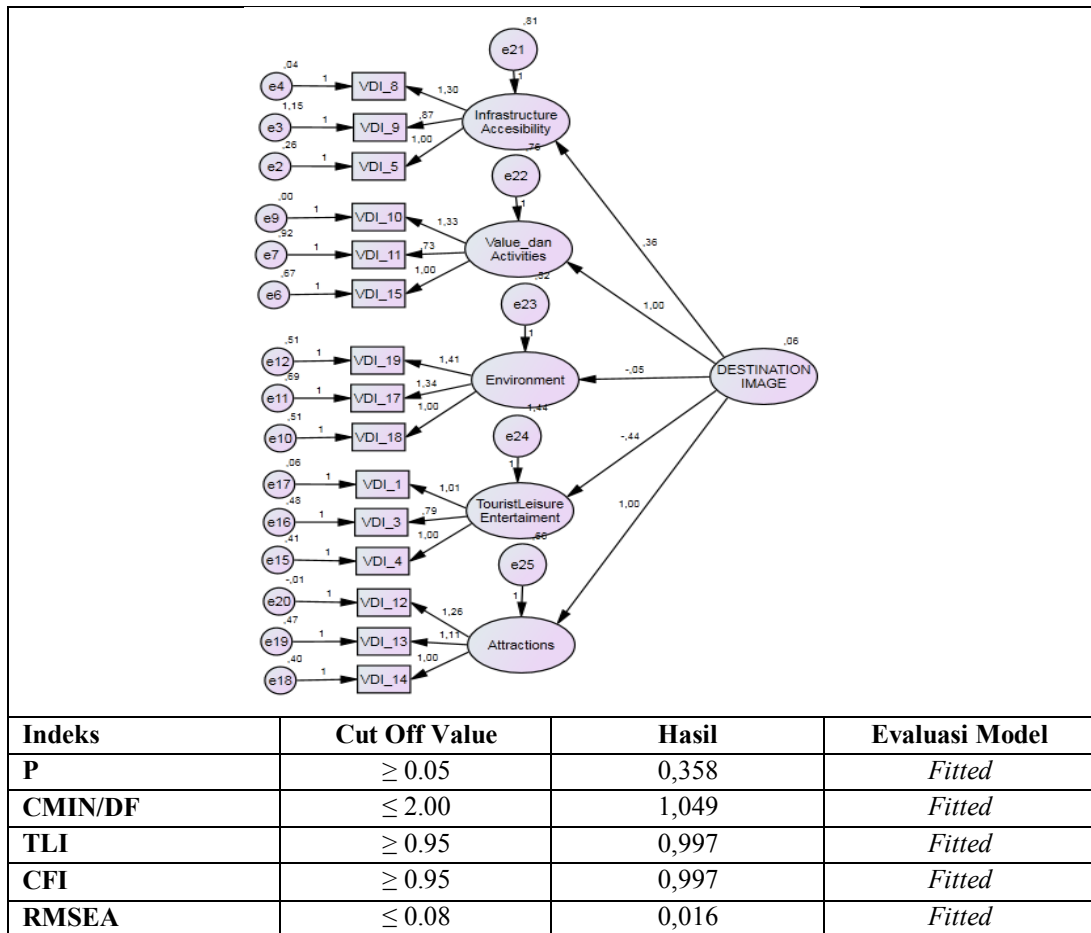 ,81
e21
1
,04
e4
1
VDI_8
1,30
1,15
e3
1
VDI_9
,87
Infrastructure
Accesibility
,26
e2
1
VDI_5
1,00
,76
e22
1
,00
e9
1
VDI_10
1,33
,92
e7
1
VDI_11
,73
Value_dan
Activities
,67
e6
1
VDI_15
1,00
e23
1
,36
1,00
,51
e12
1
VDI_19
1,41
,69
e11
1
VDI_17
1,34
Environment
-,05
,06
DESTINATION
IMAGE
,51
e10
1
VDI_18
1,00
1,44
e24
1
-,44
,06
e17
1
VDI_1
1,01
,48
e16
1
VDI_3
,79
TouristLeisure
Entertaiment
1,00
,41
e15
1
VDI_4
1,00
e25
1
-,01
e20
1
VDI_12
1,26
,47
e19
1
VDI_13
1,11
Attractions
,40
e18
1
VDI_14
1,00
Indeks Cut Off Value Hasil Evaluasi Model
P ≥ 0.05 0,358 Fitted
CMIN/DF ≤ 2.00 1,049 Fitted
TLI ≥ 0.95 0,997 Fitted
CFI ≥ 0.95 0,997 Fitted
RMSEA ≤ 0.08 0,016 Fitted